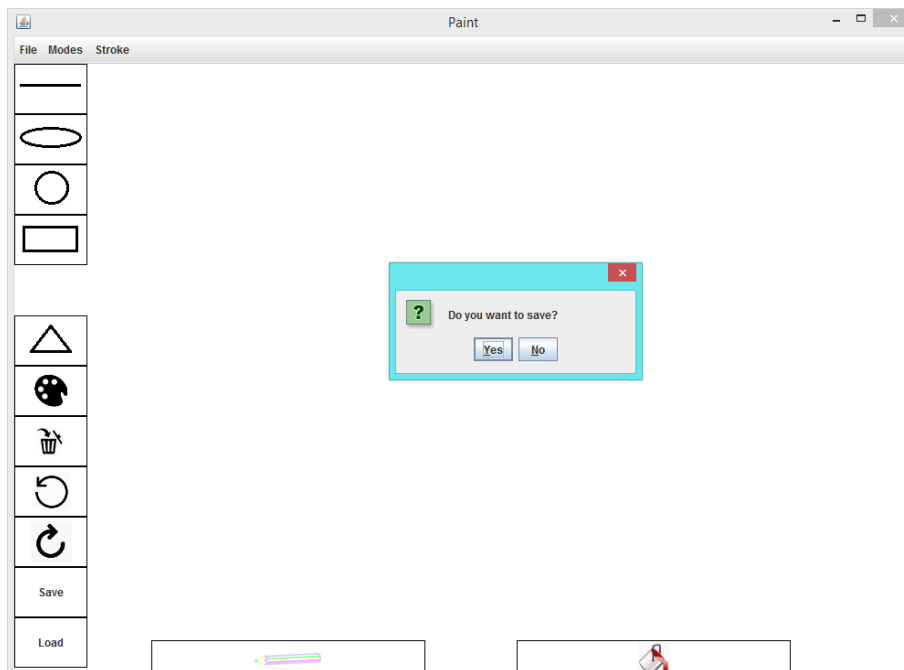 Paint
File Modes Stroke
Do you want to save?
Yes No
Save
Load